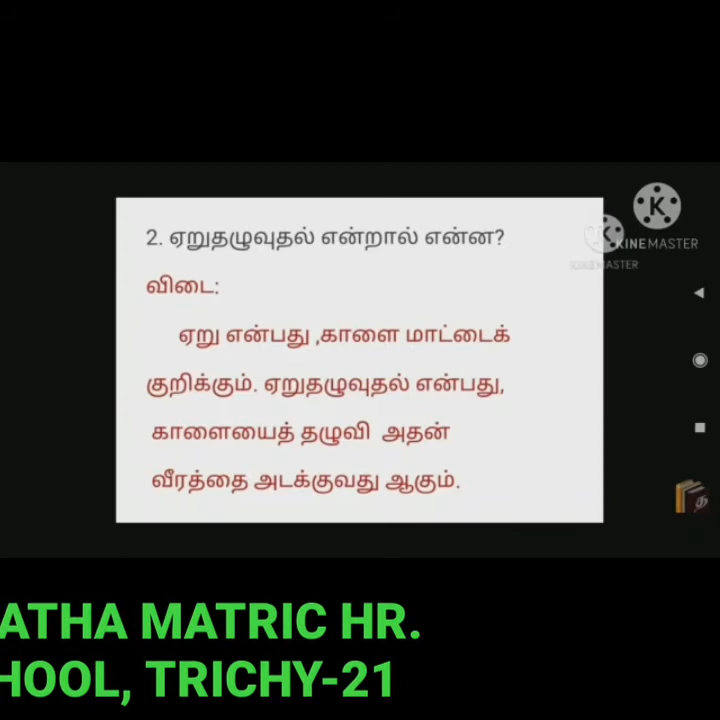 2. ஏறுதழுவுதல் என்றால் என்ன?
விடை:
ஏறு என்பது ,காளை மாட்டைக்
குறிக்கும். ஏறுதழுவுதல் என்பது,
காளையைத் தழுவி அதன்
வீரத்தை அடக்குவது ஆகும்.
KINEMASTER
KINEMASTER
த
ATHA MATRIC HR.
HOOL, TRICHY-21